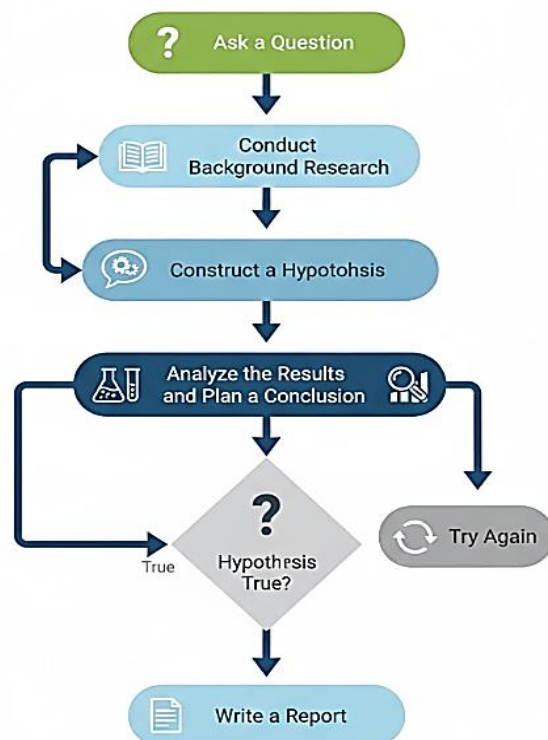 ? Ask a Question
Conduct
Background Research
Construct a Hypotohsis
Analyze the Results
and Plan a Conclusion
Try Again
?
Hypothesis
True?
True
Write a Report